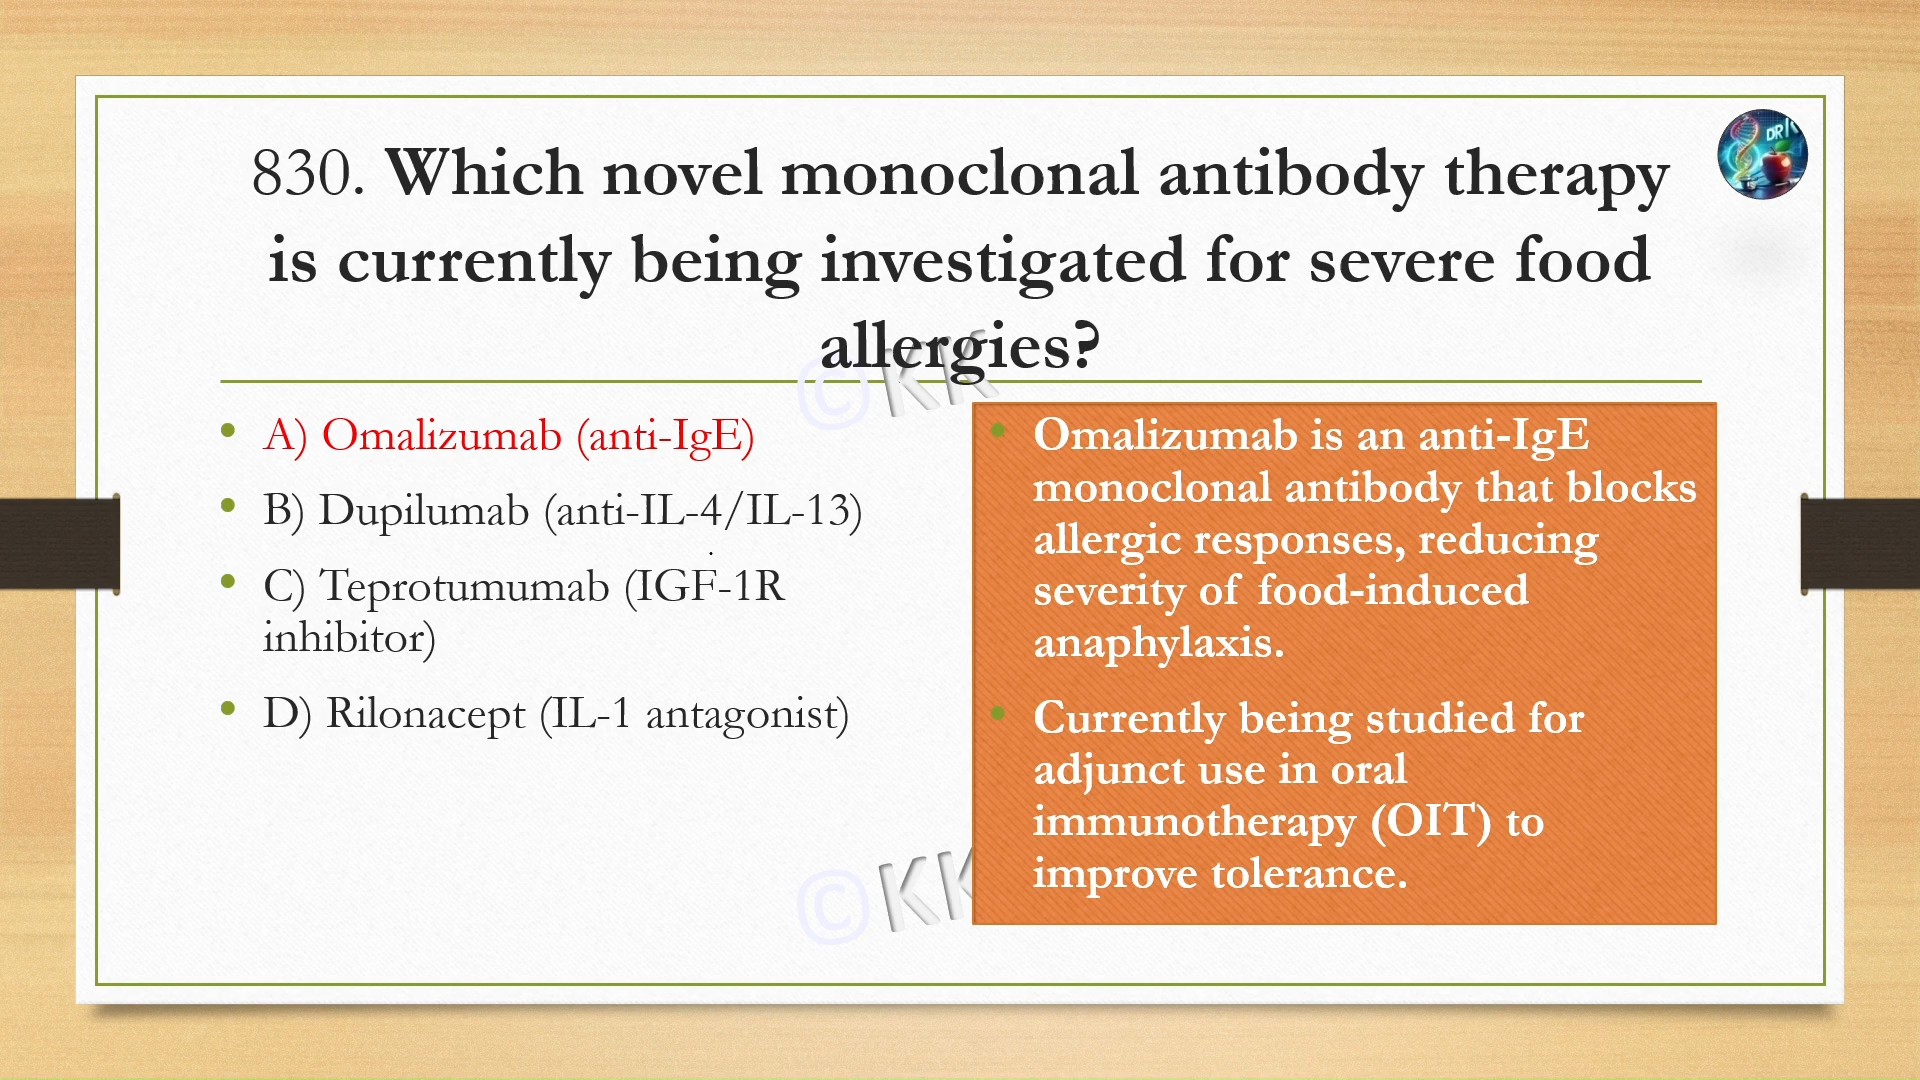 830. Which novel monoclonal antibody therapy
is currently being investigated for severe food
allergies?
©KK
• A) Omalizumab (anti-IgE)
• B) Dupilumab (anti-IL-4/IL-13)
• C) Teprotumumab (IGF-1R
inhibitor)
• D) Rilonacept (IL-1 antagonist)
• Omalizumab is an anti-IgE
monoclonal antibody that blocks
allergic responses, reducing
severity of food-induced
anaphylaxis.
• Currently being studied for
adjunct use in oral
immunotherapy (OIT) to
improve tolerance.
©KK
DR